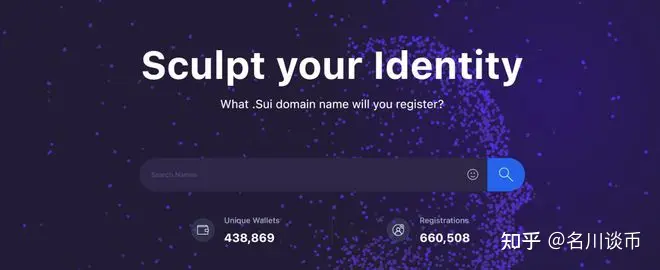 Sculpt your Identity
What .Sui domain name will you register?
Search Names
Unique Wallets
438,869
Registrations
660,508
知乎 @名川谈币